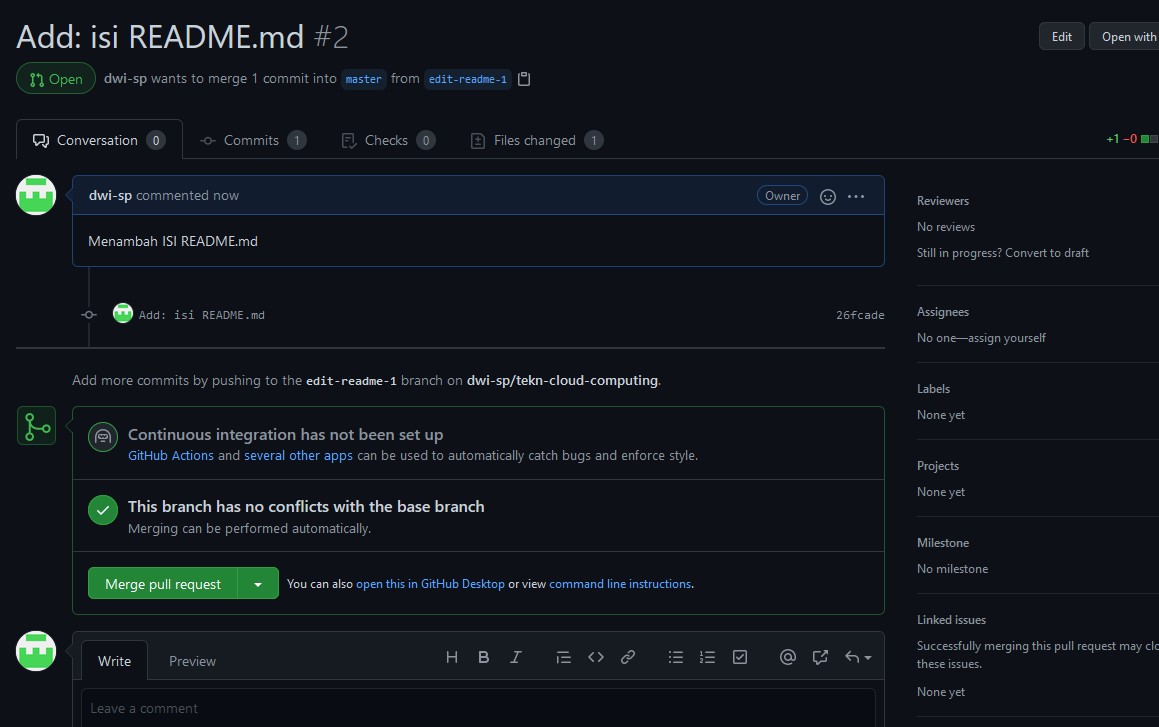 Add: isi README.md #2
Edit
Open with
Open
dwi-sp wants to merge 1 commit into master from edit-readme-1
Conversation 0
Commits 1
Checks 0
Files changed 1
+1 −0
dwi-sp commented now
Owner
Menambah ISI README.md
Add: isi README.md
26fcade
Add more commits by pushing to the edit-readme-1 branch on dwi-sp/tekn-cloud-computing.
Continuous integration has not been set up
GitHub Actions and several other apps can be used to automatically catch bugs and enforce style.
This branch has no conflicts with the base branch
Merging can be performed automatically.
Merge pull request
You can also open this in GitHub Desktop or view command line instructions.
Write
Preview
Leave a comment
Reviewers
No reviews
Still in progress? Convert to draft
Assignees
No one—assign yourself
Labels
None yet
Projects
None yet
Milestone
No milestone
Linked issues
Successfully merging this pull request may clo
these issues.
None yet